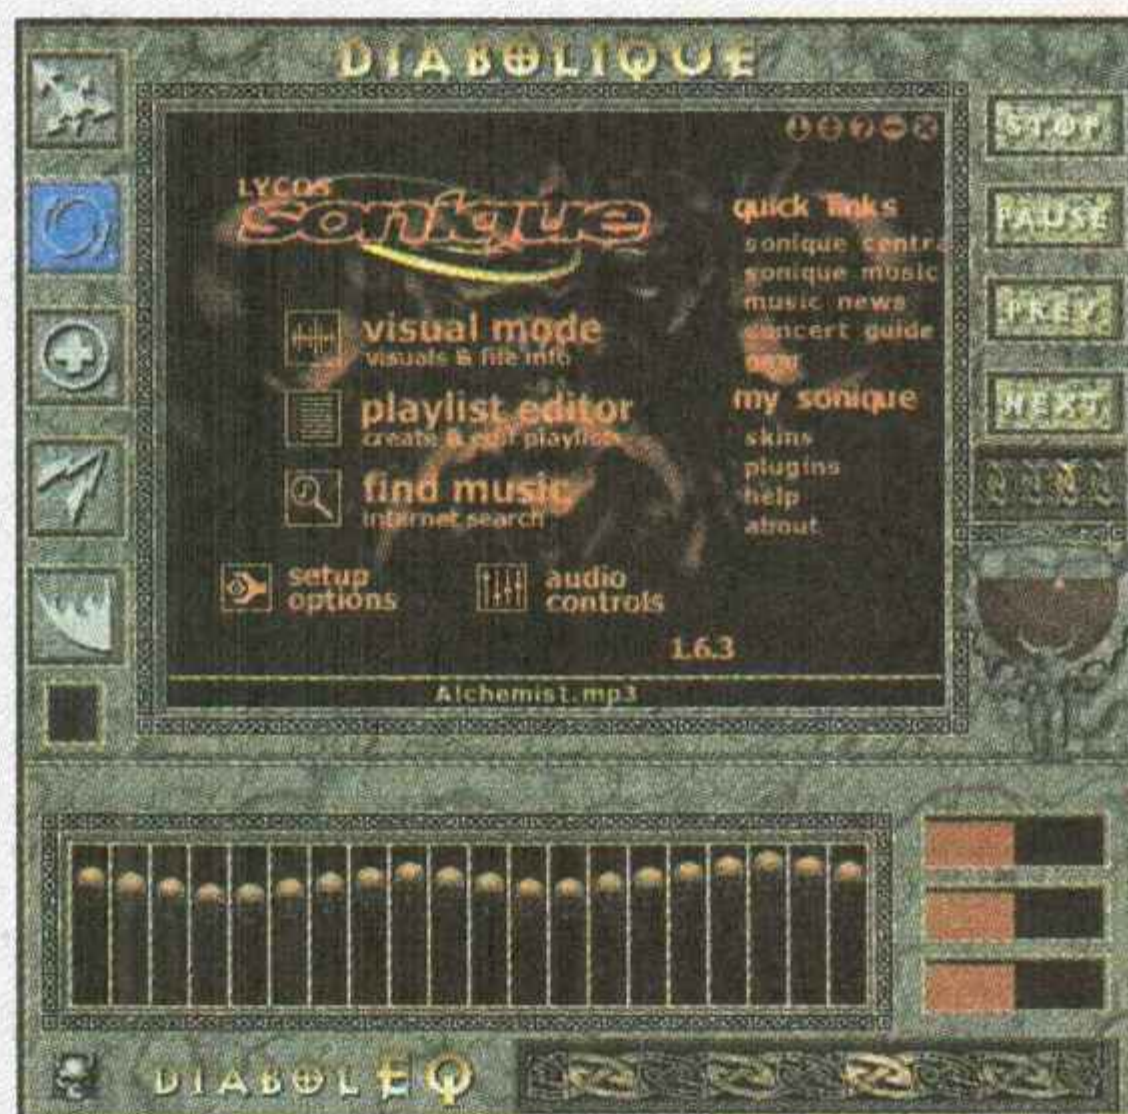 DIABOLIQUE
LYCOS
sonique
visual mode
visuals & file info
playlist editor
create & edit playlists
find music
internet search
setup
options
audio
controls
1.6.3
Alchemist.mp3
quick links
sonique centra
sonique music
music news
concert guide
my sonique
skins
plugins
help
about
STOP
PAUSE
PREV
NEXT
DIABOLEQ